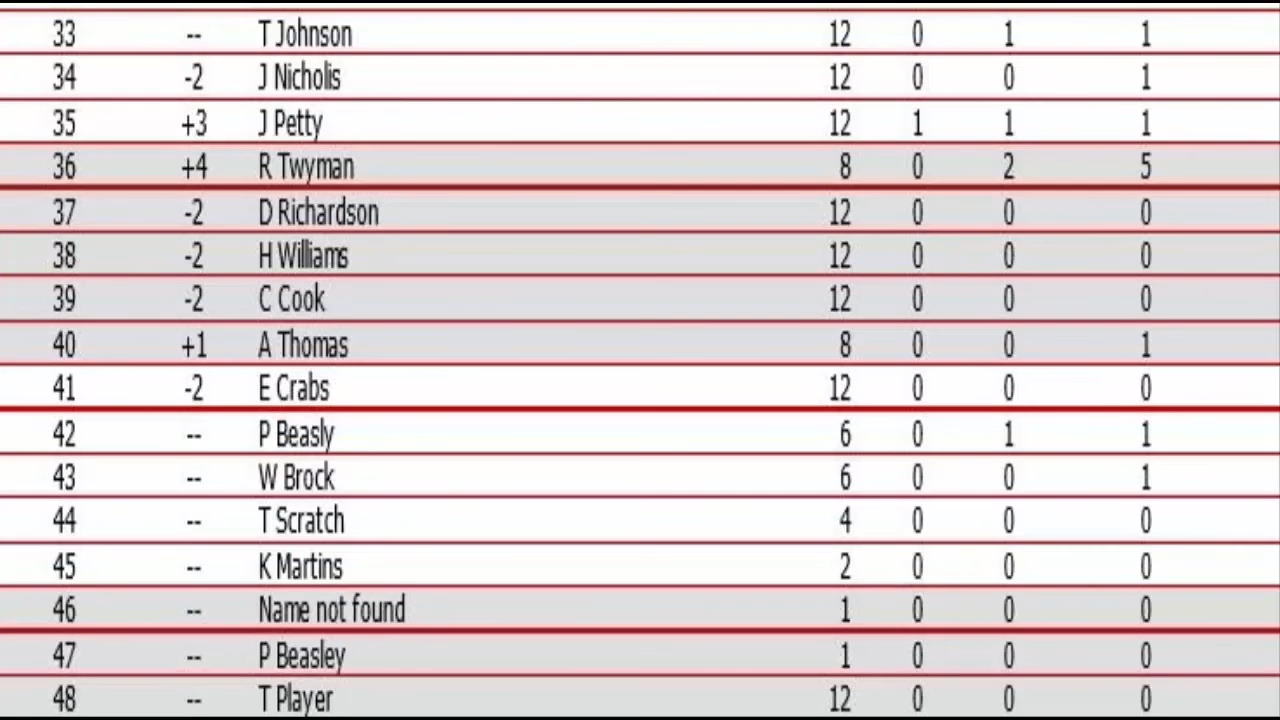 33 -- T Johnson 12 0 1 1
34 -2 J Nicholis 12 0 0 1
35 +3 J Petty 12 1 1 1
36 +4 R Twyman 8 0 2 5
37 -2 D Richardson 12 0 0 0
38 -2 H Williams 12 0 0 0
39 -2 C Cook 12 0 0 0
40 +1 A Thomas 8 0 0 1
41 -2 E Crabs 12 0 0 0
42 -- P Beasly 6 0 1 1
43 -- W Brock 6 0 0 1
44 -- T Scratch 4 0 0 0
45 -- K Martins 2 0 0 0
46 -- Name not found 1 0 0 0
47 -- P Beasley 1 0 0 0
48 -- T Player 12 0 0 0